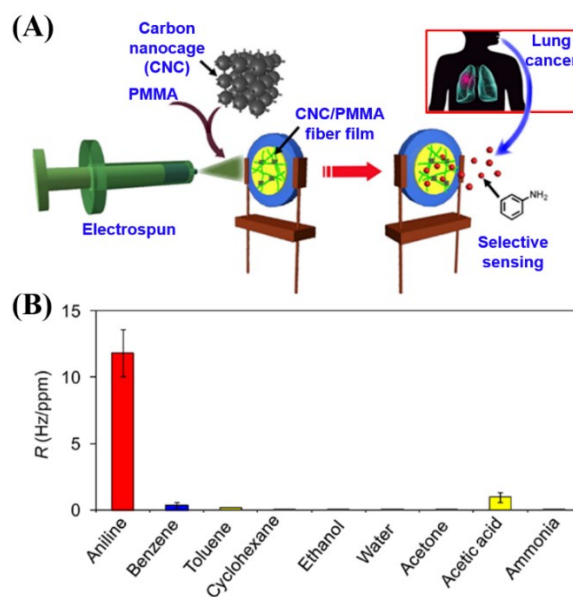 (A)
Carbon
nanocage
(CNC)
PMMA
CNC/PMMA
fiber film
Electrospun
Lung
cancer
NH₂
Selective
sensing
(B)
15
10
5
0
R (Hz/ppm)
Aniline
Benzene
Toluene
Cyclohexane
Ethanol
Water
Acetone
Acetic acid
Ammonia